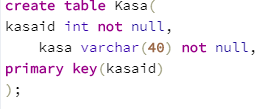 create table Kasa(
kasaid int not null,
    kasa varchar(40) not null,
primary key(kasaid)
);